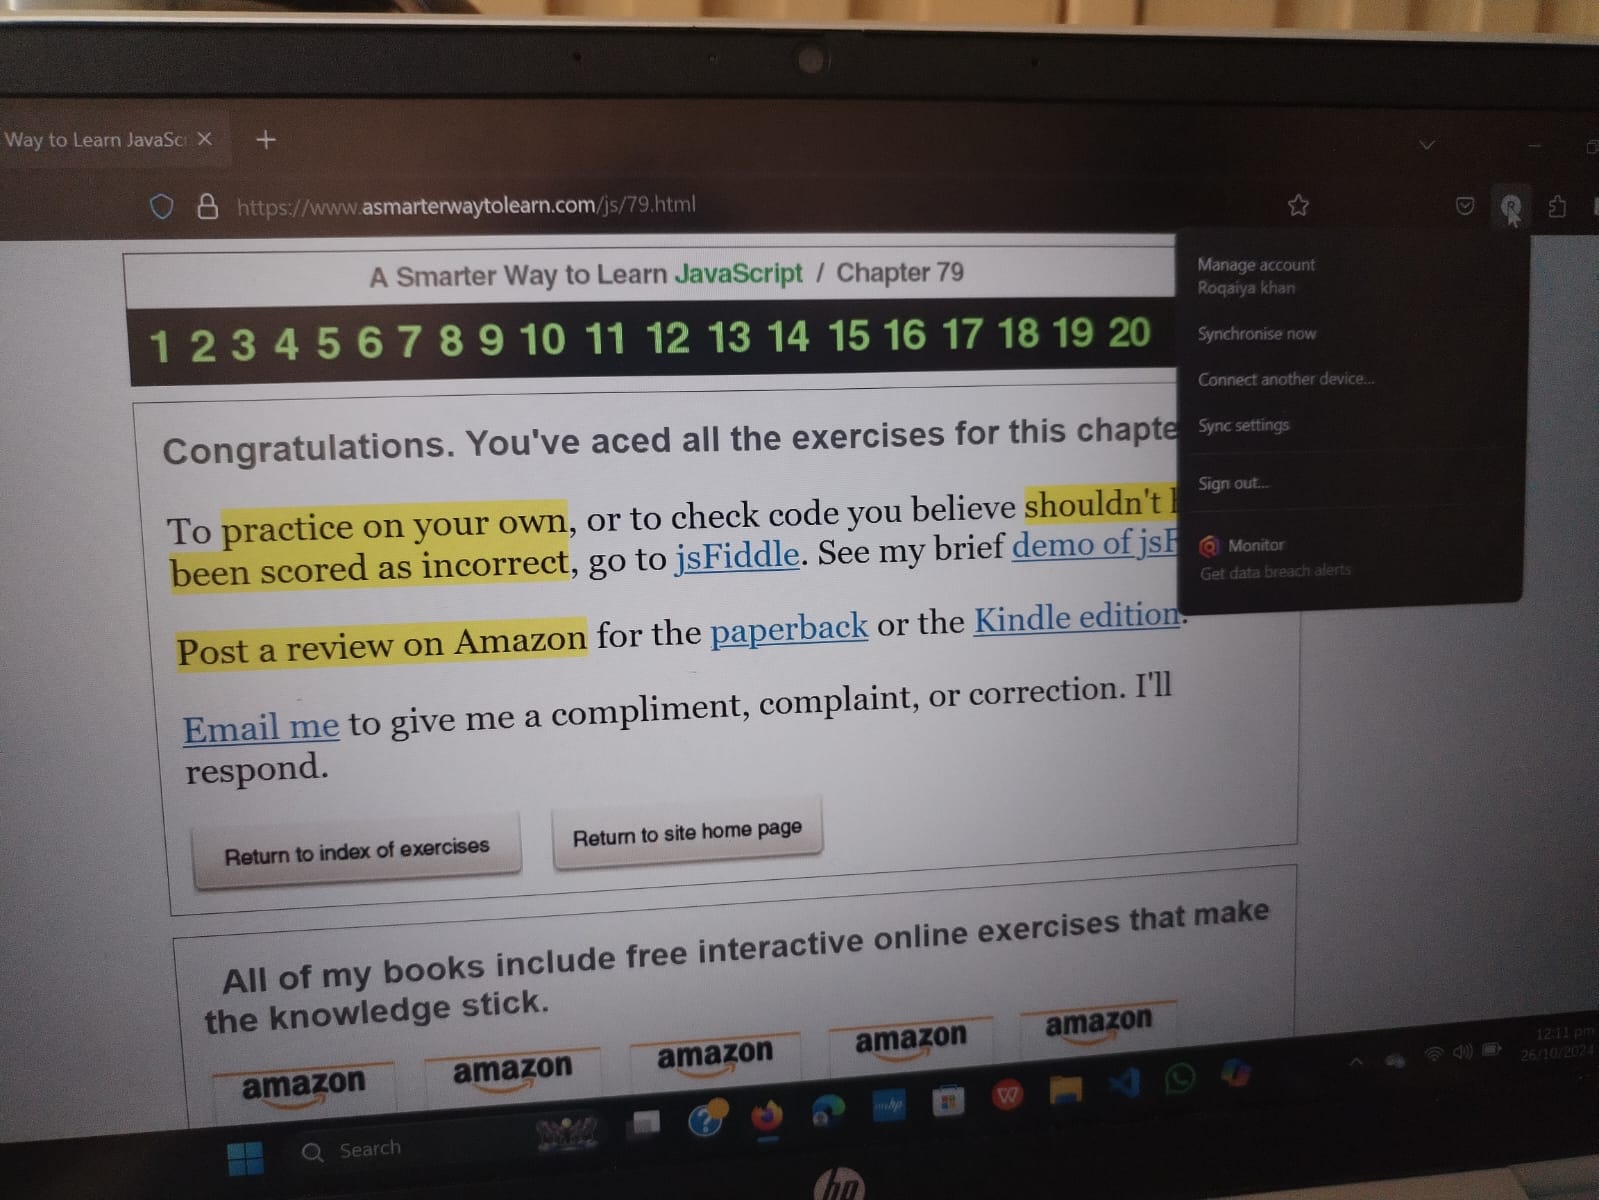 Way to Learn JavaSc
https://www.asmarterwaytolearn.com/js/79.html
A Smarter Way to Learn JavaScript / Chapter 79
1 2 3 4 5 6 7 8 9 10 11 12 13 14 15 16 17 18 19 20
Congratulations. You've aced all the exercises for this chapte
To practice on your own, or to check code you believe shouldn't
been scored as incorrect, go to jsFiddle. See my brief demo of jsF
Post a review on Amazon for the paperback or the Kindle edition.
Email me to give me a compliment, complaint, or correction. I'll
respond.
Return to index of exercises
Return to site home page
All of my books include free interactive online exercises that make
the knowledge stick.
amazon
amazon
amazon
amazon
amazon
R
Manage account
Roqaiya khan
Synchronise now
Connect another device...
Sync settings
Sign out...
Monitor
Get data breach alerts
Search
?
mhp
W
12:11 pm
26/10/2024
hp